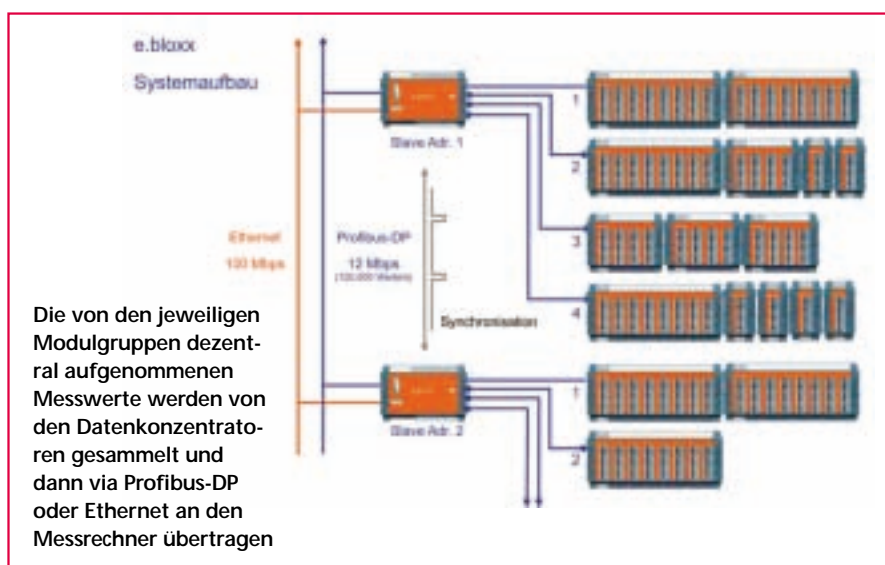 e.bloxx
Systemaufbau
Slave Adr. 1
1
2
3
4
Ethernet
100 Mbps
Profibus-DP
12 Mbps
Synchronisation
Slave Adr. 2
1
2
Die von den jeweiligen
Modulgruppen dezent-
ral aufgenommenen
Messwerte werden von
den Datenkonzentrato-
ren gesammelt und
dann via Profibus-DP
oder Ethernet an den
Messrechner übertragen